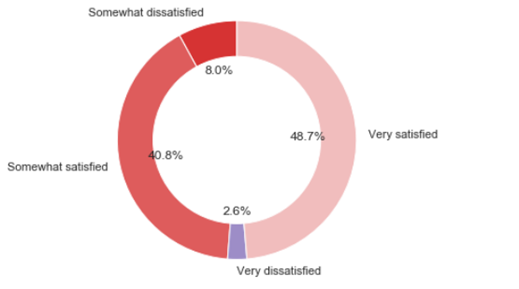 Somewhat dissatisfied
8.0%
48.7%
Very satisfied
40.8%
Somewhat satisfied
2.6%
Very dissatisfied